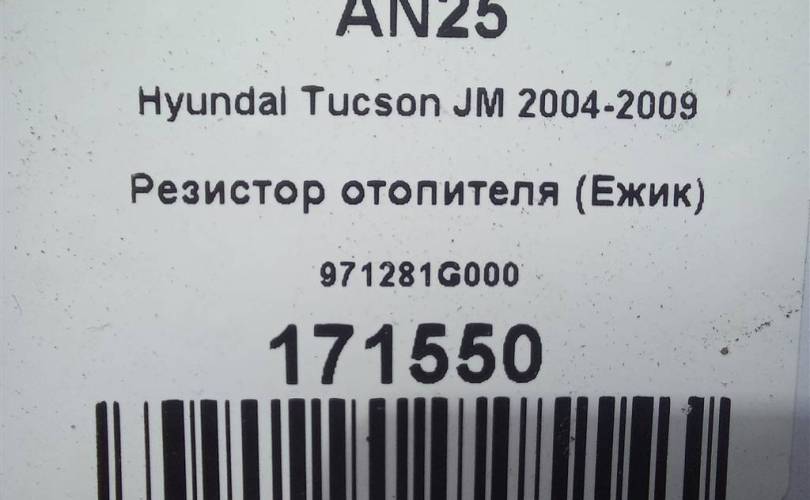 AN25
Hyundai Tucson JM 2004-2009
Резистор отопителя (Ежик)
971281G000
171550